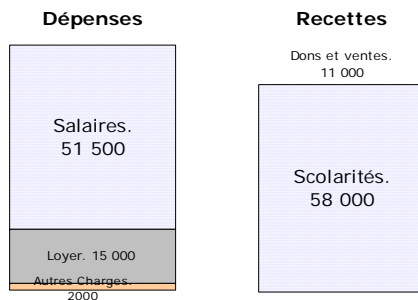 Dépenses
Salaires.
51 500
Loyer. 15 000
Autres Charges.
2000
Recettes
Dons et ventes.
11 000
Scolarités.
58 000